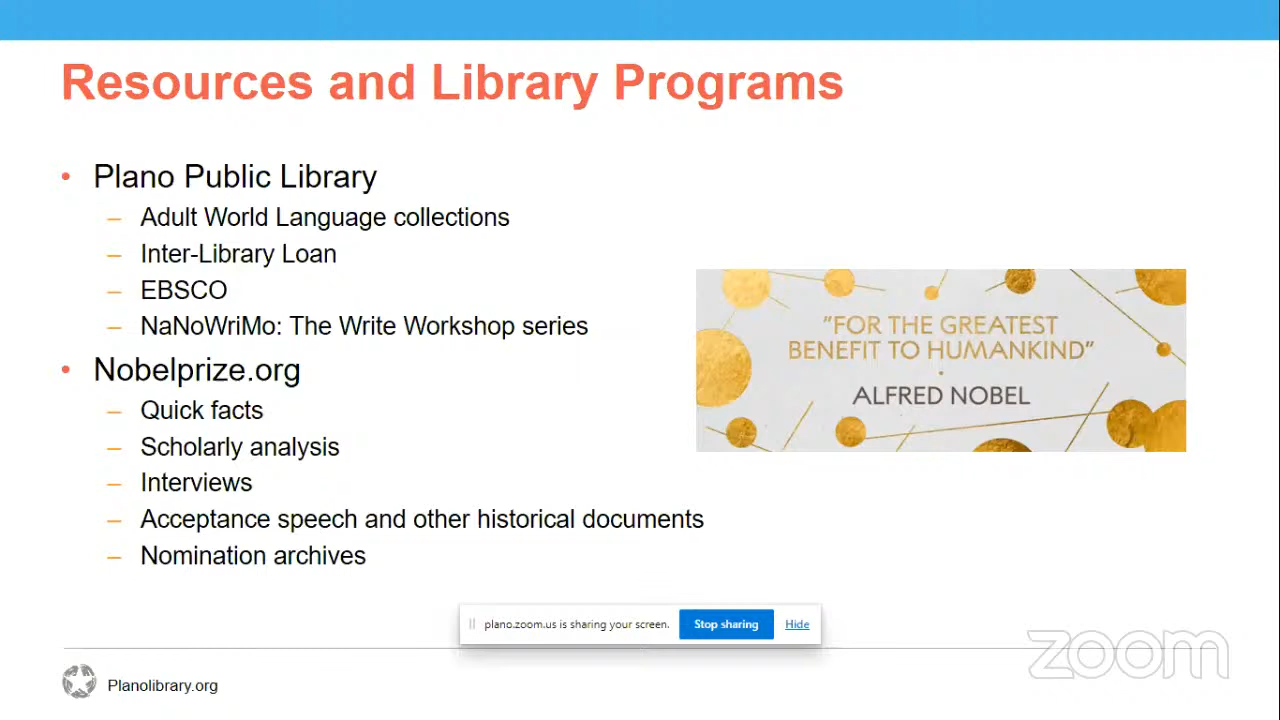 Resources and Library Programs
• Plano Public Library
– Adult World Language collections
– Inter-Library Loan
– EBSCO
– NaNoWriMo: The Write Workshop series
• Nobelprize.org
– Quick facts
– Scholarly analysis
– Interviews
– Acceptance speech and other historical documents
– Nomination archives
"FOR THE GREATEST
BENEFIT TO HUMANKIND"
ALFRED NOBEL
plano.zoom.us is sharing your screen. Stop sharing Hide
zoom
Planolibrary.org